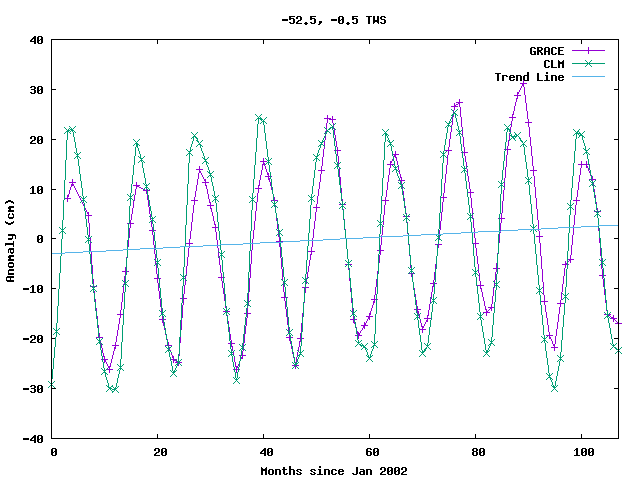 -52.5, -0.5 TWS
GRACE
CLM
Trend Line
40
30
20
10
0
-10
-20
-30
-40
Anomaly (cm)
0 20 40 60 80 100
Months since Jan 2002